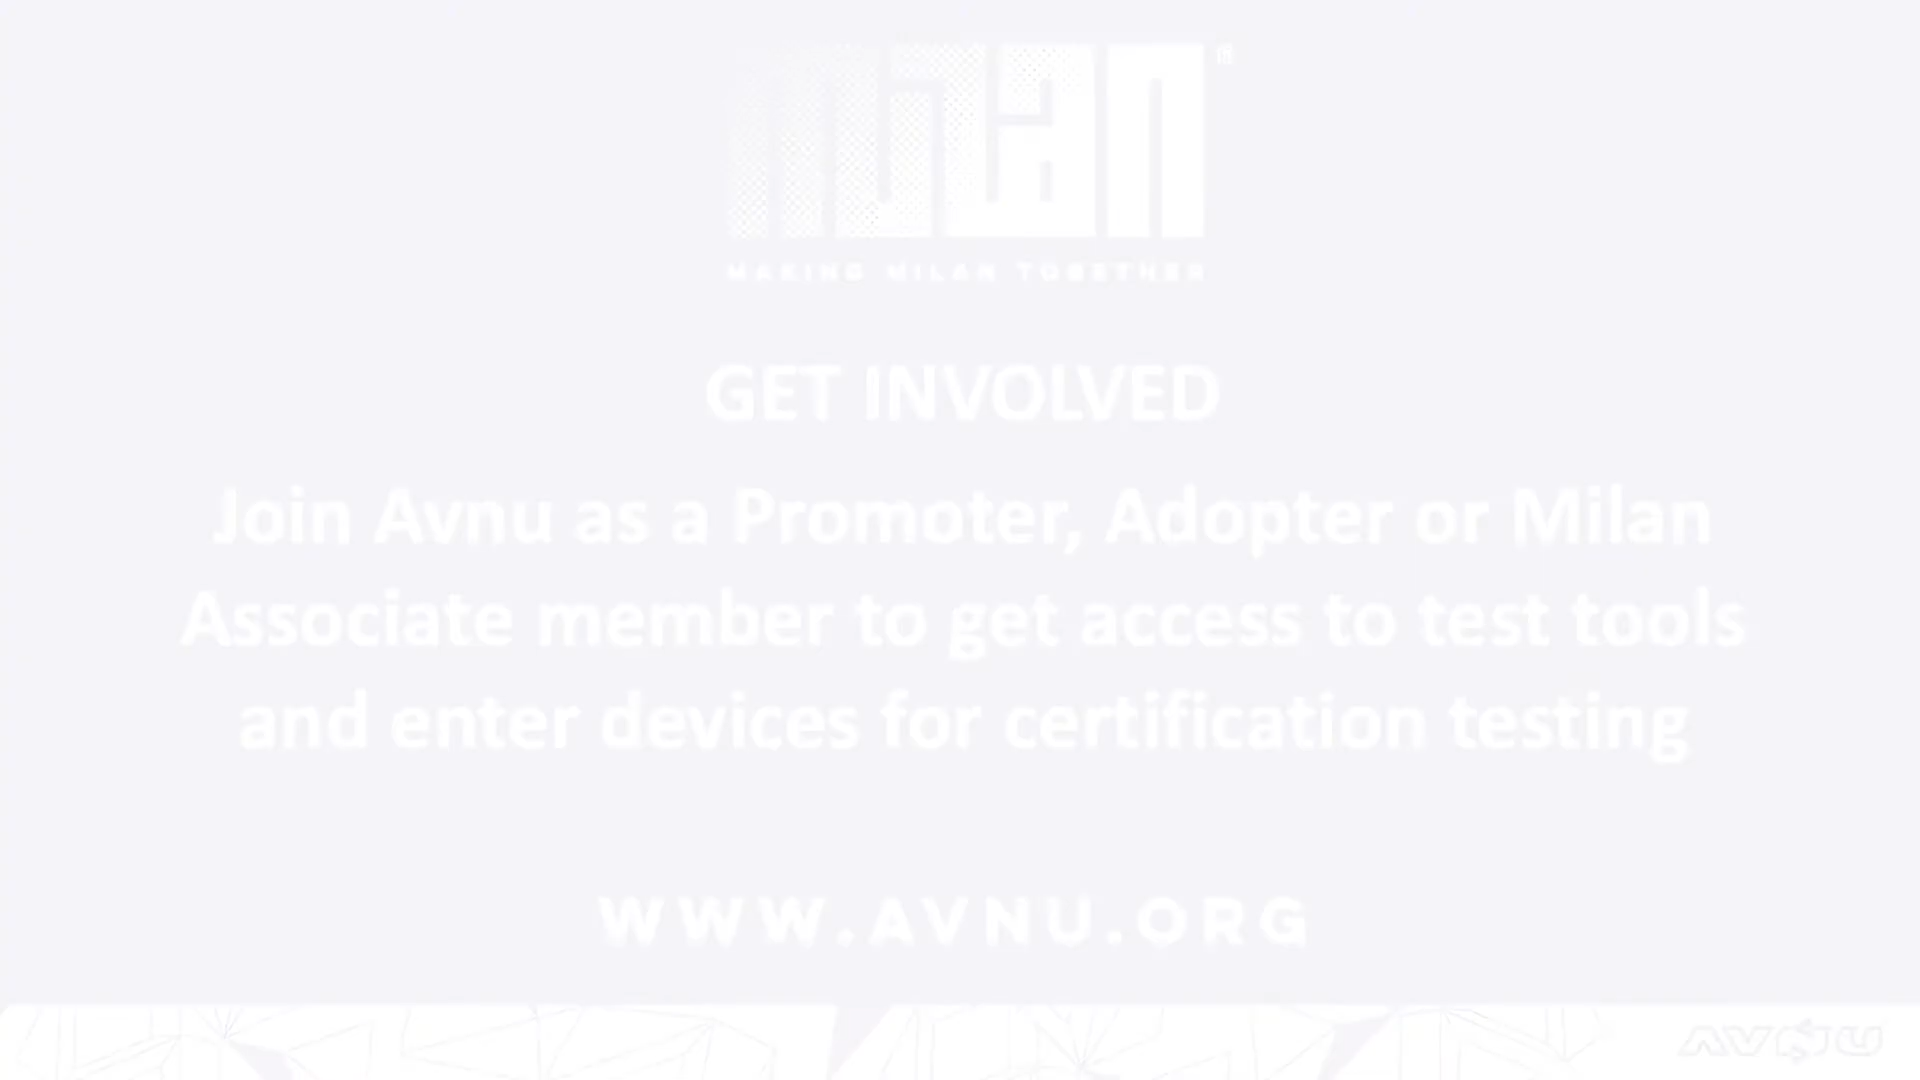 milan®
MAKING MILAN TOGETHER
GET INVOLVED
Join Avnu as a Promoter, Adopter or Milan
Associate member to get access to test tools
and enter devices for certification testing
WWW.AVNU.ORG
AVNU